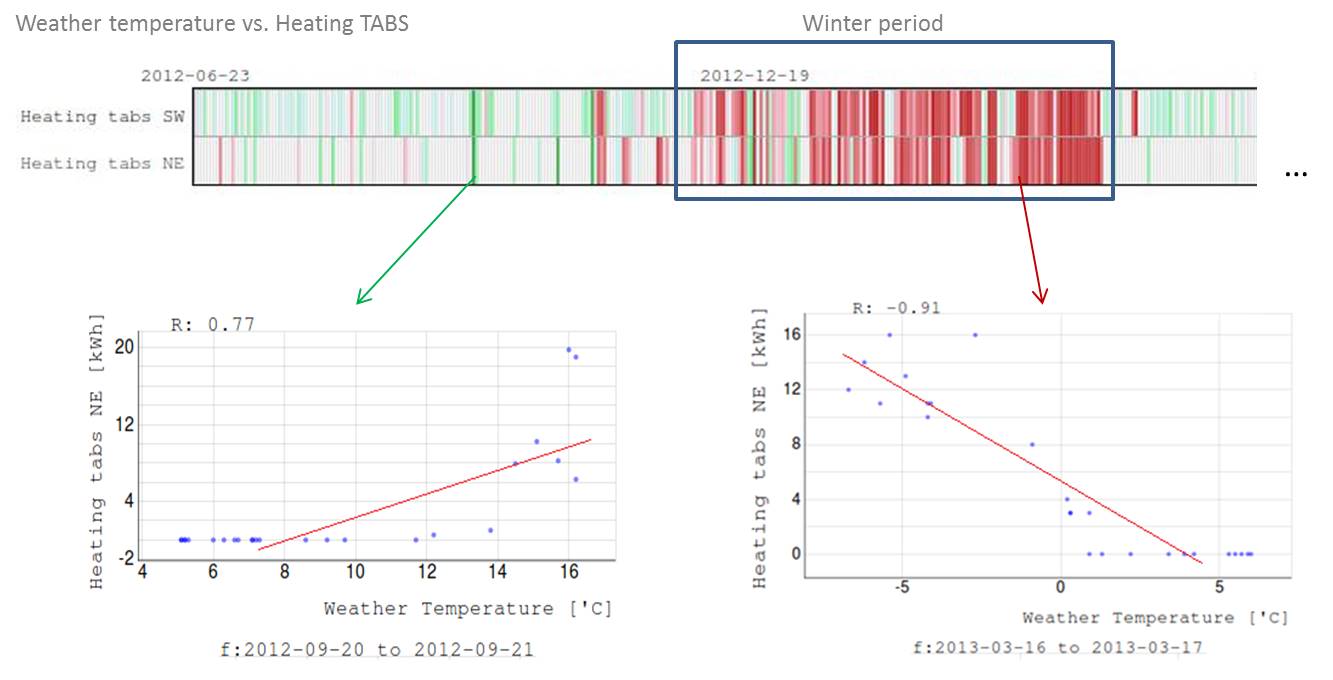 Weather temperature vs. Heating TABS
Winter period
2012-06-23
2012-12-19
Heating tabs SW
Heating tabs NE
...
R: 0.77
Heating tabs NE [kWh]
20
12
4
-2
4 6 8 10 12 14 16
Weather Temperature ['C]
f:2012-09-20 to 2012-09-21
R: -0.91
Heating tabs NE [kWh]
16
12
8
4
0
-5 0 5
Weather Temperature ['C]
f:2013-03-16 to 2013-03-17